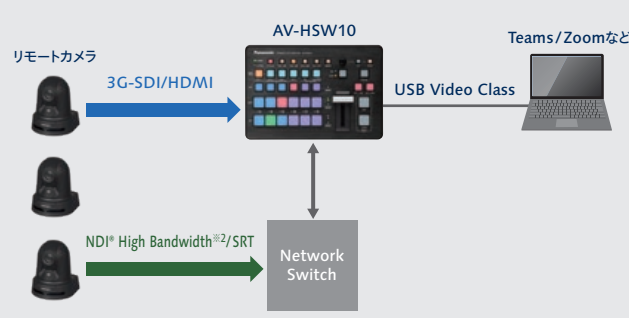 AV-HSW10
リモートカメラ
Teams/Zoomなど
3G-SDI/HDMI
USB Video Class
Panasonic
NDI® High Bandwidth※2/SRT
Network
Switch